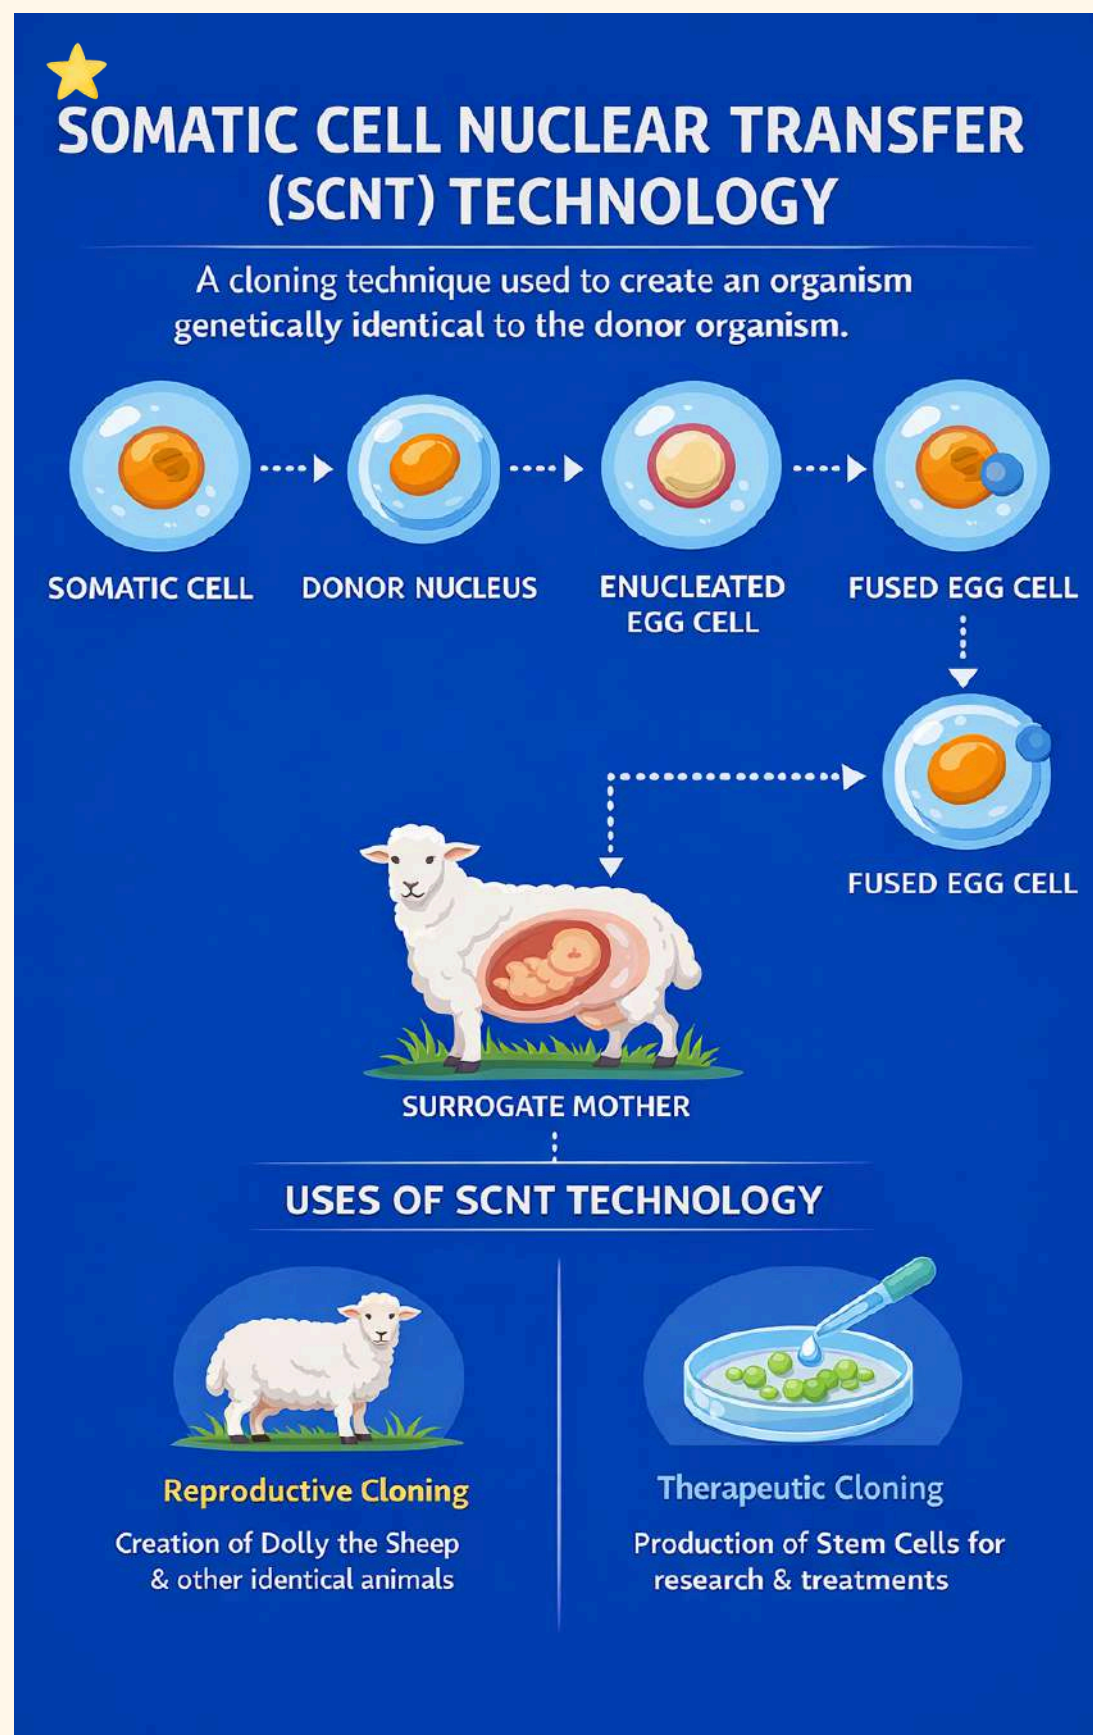 SOMATIC CELL NUCLEAR TRANSFER
(SCNT) TECHNOLOGY
A cloning technique used to create an organism
genetically identical to the donor organism.
SOMATIC CELL
DONOR NUCLEUS
ENUCLEATED
EGG CELL
FUSED EGG CELL
FUSED EGG CELL
SURROGATE MOTHER
USES OF SCNT TECHNOLOGY
Reproductive Cloning
Creation of Dolly the Sheep
& other identical animals
Therapeutic Cloning
Production of Stem Cells for
research & treatments